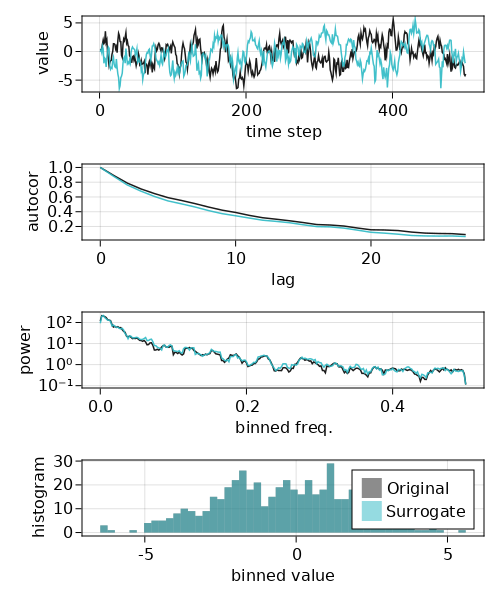 value
5
0
-5
0 200 400
time step
autocor
1.0
0.8
0.6
0.4
0.2
0 10 20
lag
power
10²
10¹
10⁰
10⁻¹
0.0 0.2 0.4
binned freq.
histogram
30
20
10
0
Original
Surrogate
-5 0 5
binned value